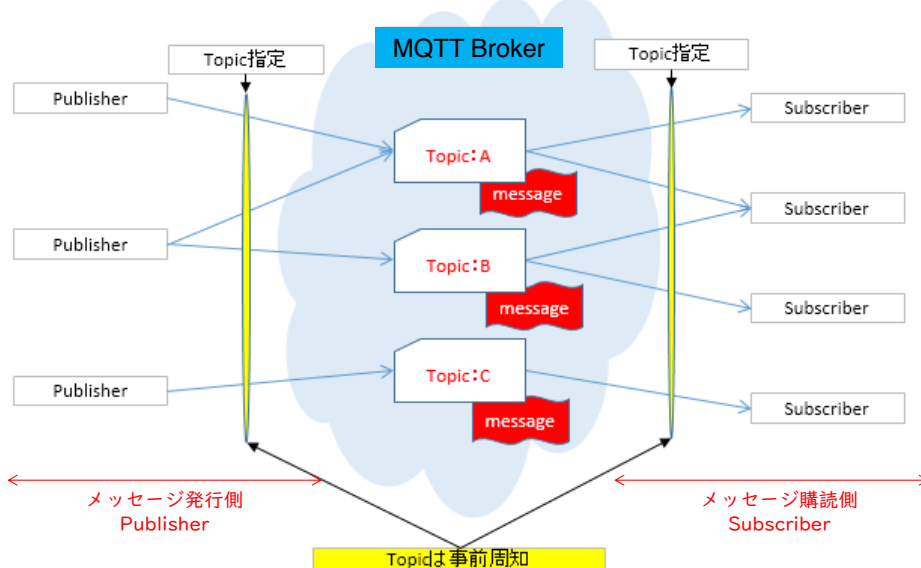 MQTT Broker
Topic指定
Topic指定
Publisher
Subscriber
Topic:A
message
Subscriber
Publisher
Topic:B
message
Subscriber
Topic:C
Publisher
Subscriber
message
メッセージ発行側
Publisher
メッセージ購読側
Subscriber
Topicは事前周知